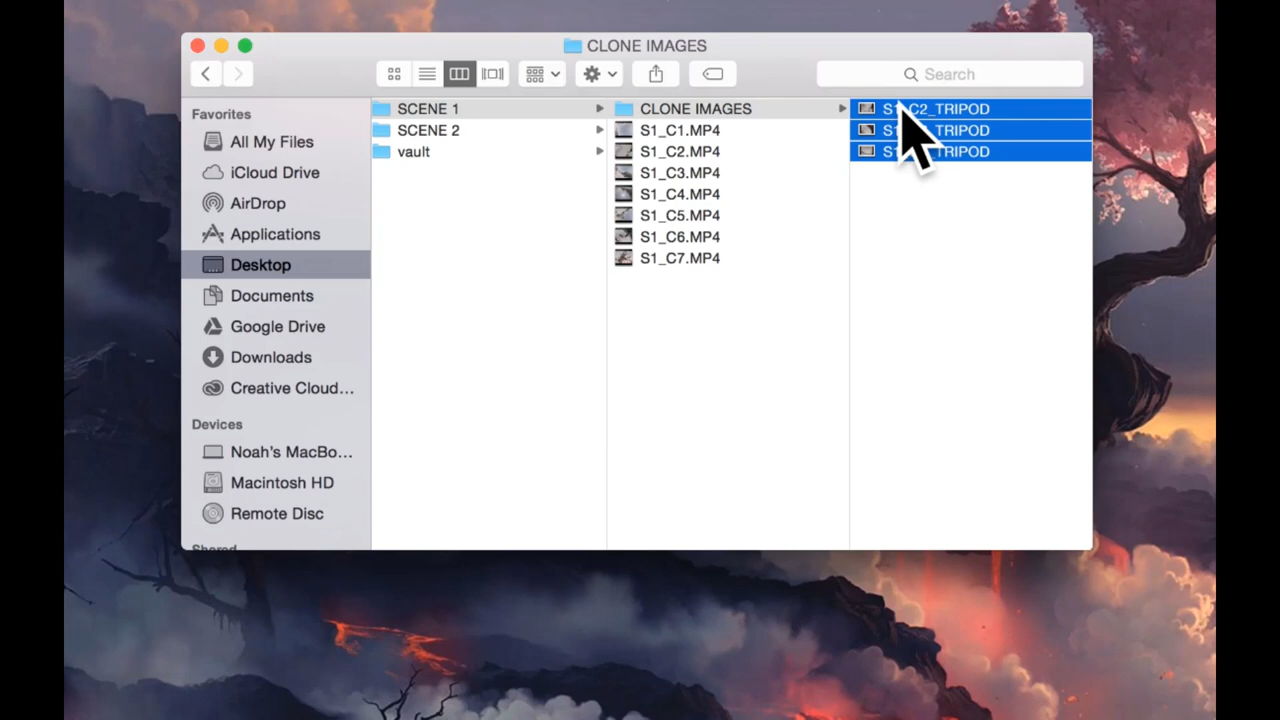 CLONE IMAGES
Search
Favorites
All My Files
iCloud Drive
AirDrop
Applications
Desktop
Documents
Google Drive
Downloads
Creative Cloud…
Devices
Noah's MacBo…
Macintosh HD
Remote Disc
Shared
SCENE 1
SCENE 2
vault
CLONE IMAGES
S1_C1.MP4
S1_C2.MP4
S1_C3.MP4
S1_C4.MP4
S1_C5.MP4
S1_C6.MP4
S1_C7.MP4
S1_C2_TRIPOD
TRIPOD
TRIPOD